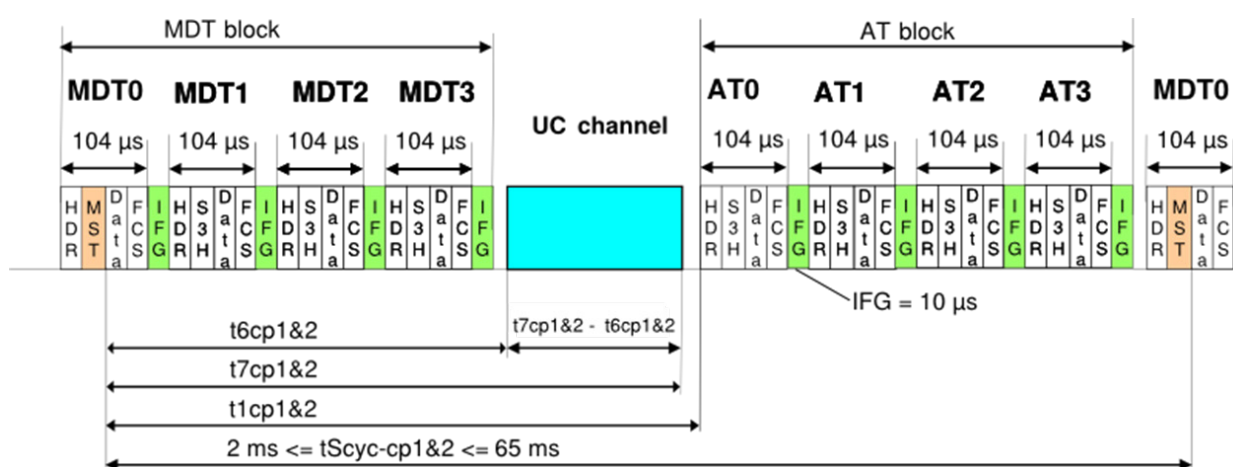 MDT block
AT block
MDT0 MDT1 MDT2 MDT3
AT0 AT1 AT2 AT3 MDT0
UC channel
104 µs 104 µs 104 µs 104 µs
104 µs 104 µs 104 µs 104 µs 104 µs
HDR MST Data FCS IFG HDR S3H Data FCS IFG HDR S3H Data FCS IFG HDR S3H Data FCS IFG
HDR S3H Data FCS IFG HDR S3H Data FCS IFG HDR S3H Data FCS IFG HDR S3H Data FCS IFG HDR MST Data FCS
IFG = 10 µs
t6cp1&2
t7cp1&2 - t6cp1&2
t7cp1&2
t1cp1&2
2 ms <= tScyc-cp1&2 <= 65 ms